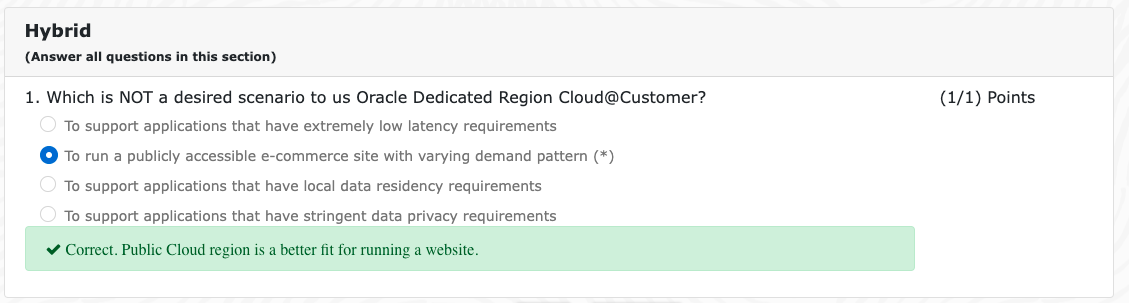 Hybrid
(Answer all questions in this section)
1. Which is NOT a desired scenario to us Oracle Dedicated Region Cloud@Customer? (1/1) Points
To support applications that have extremely low latency requirements
To run a publicly accessible e-commerce site with varying demand pattern (*)
To support applications that have local data residency requirements
To support applications that have stringent data privacy requirements
Correct. Public Cloud region is a better fit for running a website.